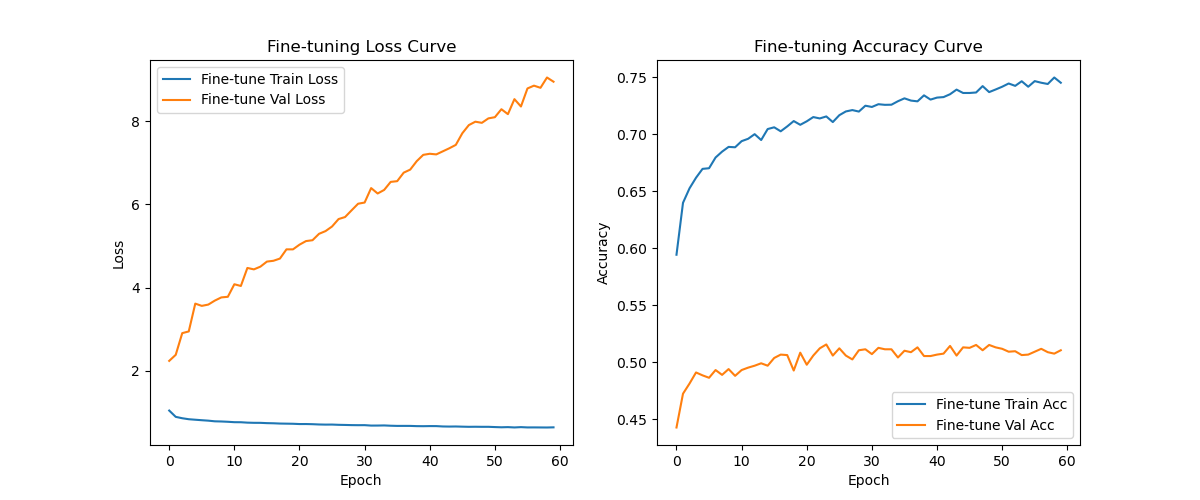 Fine-tuning Loss Curve
Fine-tune Train Loss
Fine-tune Val Loss
Loss
8
6
4
2
0 10 20 30 40 50 60
Epoch
Fine-tuning Accuracy Curve
Accuracy
0.75
0.70
0.65
0.60
0.55
0.50
0.45
Fine-tune Train Acc
Fine-tune Val Acc
0 10 20 30 40 50 60
Epoch